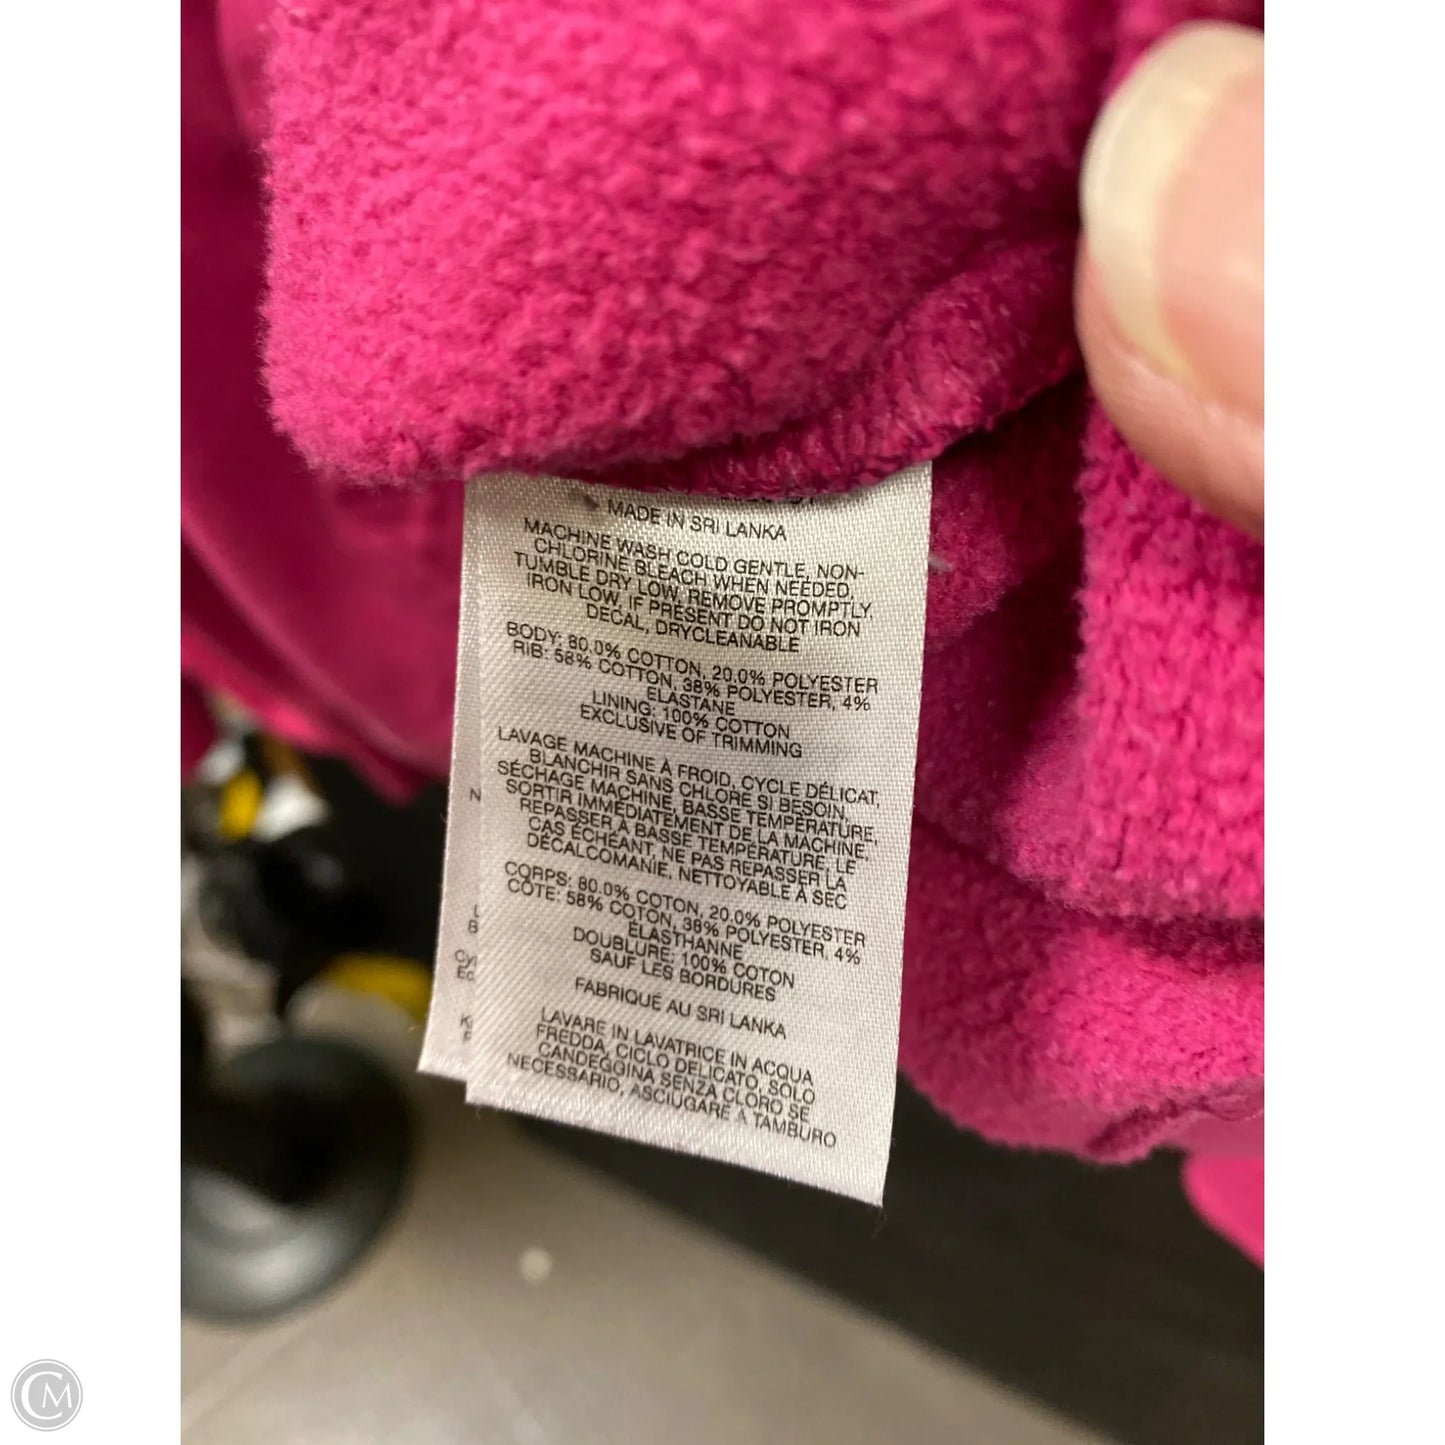 MADE IN SRI LANKA
MACHINE WASH COLD GENTLE, NON-
CHLORINE BLEACH WHEN NEEDED,
TUMBLE DRY LOW, REMOVE PROMPTLY.
IRON LOW, IF PRESENT DO NOT IRON
DECAL, DRYCLEANABLE
BODY: 80.0% COTTON, 20.0% POLYESTER
RIB: 58% COTTON, 38% POLYESTER, 4%
ELASTANE
LINING: 100% COTTON
EXCLUSIVE OF TRIMMING
LAVAGE MACHINE À FROID, CYCLE DÉLICAT,
BLANCHIR SANS CHLORE SI BESOIN,
SÉCHAGE MACHINE, BASSE TEMPÉRATURE,
SORTIR IMMÉDIATEMENT DE LA MACHINE,
REPASSER À BASSE TEMPÉRATURE, LE
CAS ÉCHÉANT, NE PAS REPASSER LA
DÉCALCOMANIE, NETTOYABLE À SEC
CORPS: 80.0% COTON, 20.0% POLYESTER
CÔTE: 58% COTON, 38% POLYESTER, 4%
ÉLASTHANNE
DOUBLURE: 100% COTON
SAUF LES BORDURES
FABRIQUÉ AU SRI LANKA
LAVARE IN LAVATRICE IN ACQUA
FREDDA, CICLO DELICATO, SOLO
CANDEGGINA SENZA CLORO SE
NECESSARIO, ASCIUGARE A TAMBURO
N
L
B
Cy
Ec
CM